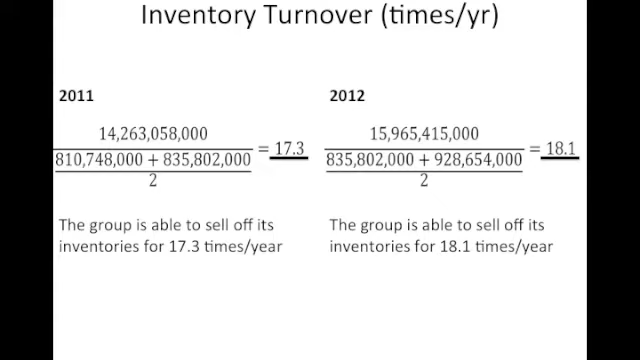 Inventory Turnover (times/yr)
2011
14,263,058,000
810,748,000 + 835,802,000
2
= 17.3
The group is able to sell off its
inventories for 17.3 times/year
2012
15,965,415,000
835,802,000 + 928,654,000
2
= 18.1
The group is able to sell off its
inventories for 18.1 times/year